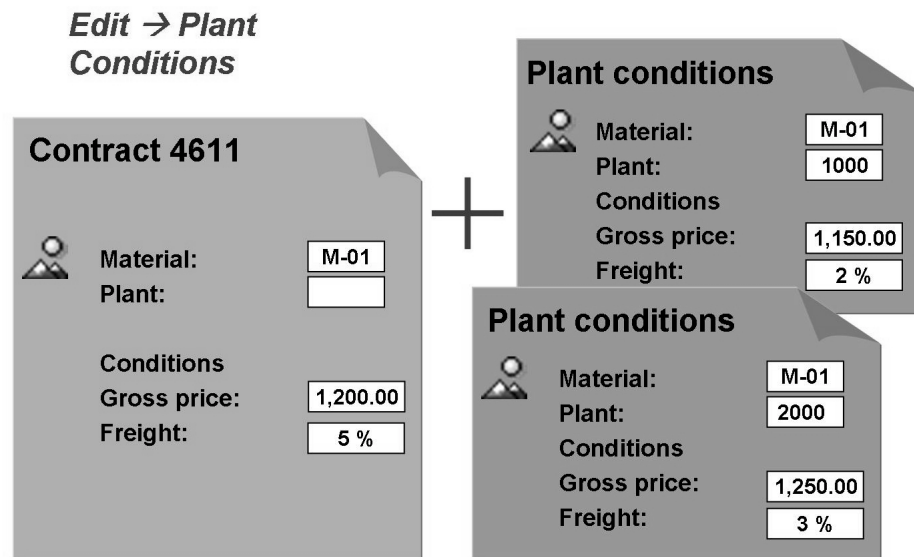 Edit → Plant
Conditions
Contract 4611
Material: M-01
Plant:
Conditions
Gross price: 1,200.00
Freight: 5 %
Plant conditions
Material: M-01
Plant: 1000
Conditions
Gross price: 1,150.00
Freight: 2 %
Plant conditions
Material: M-01
Plant: 2000
Conditions
Gross price: 1,250.00
Freight: 3 %